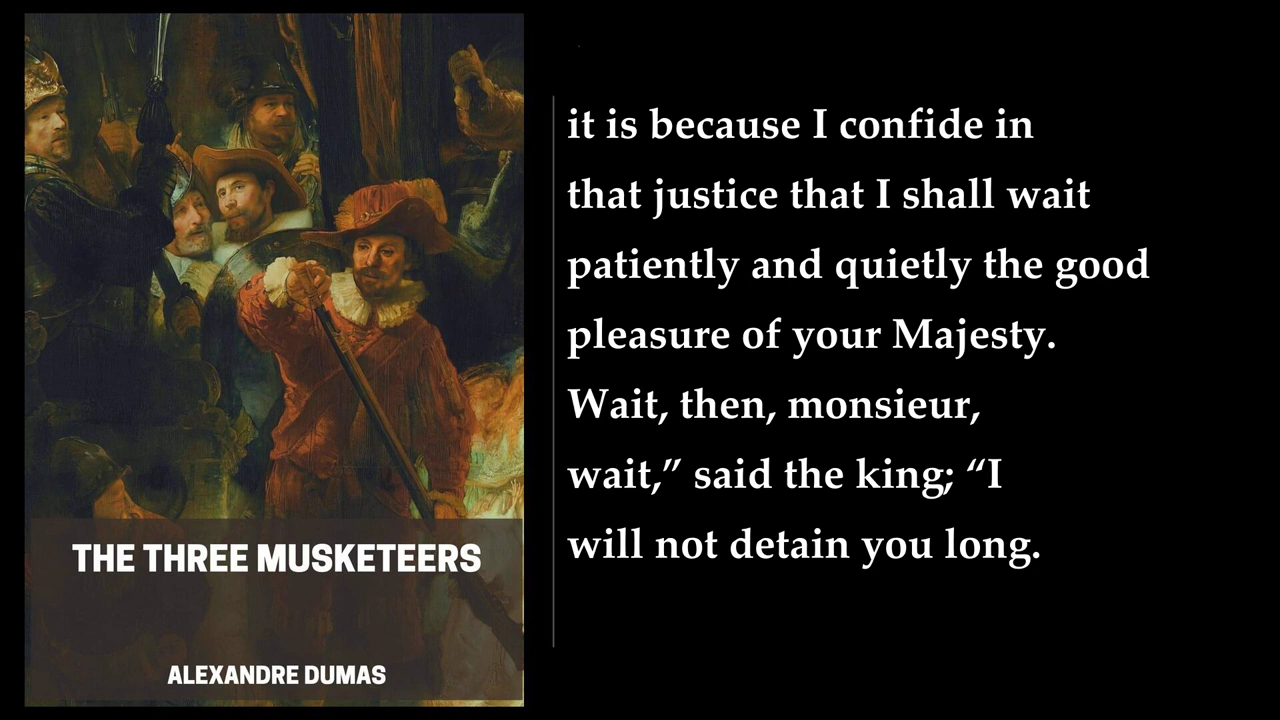 THE THREE MUSKETEERS
ALEXANDRE DUMAS
it is because I confide in
that justice that I shall wait
patiently and quietly the good
pleasure of your Majesty.
Wait, then, monsieur,
wait,” said the king; “I
will not detain you long.